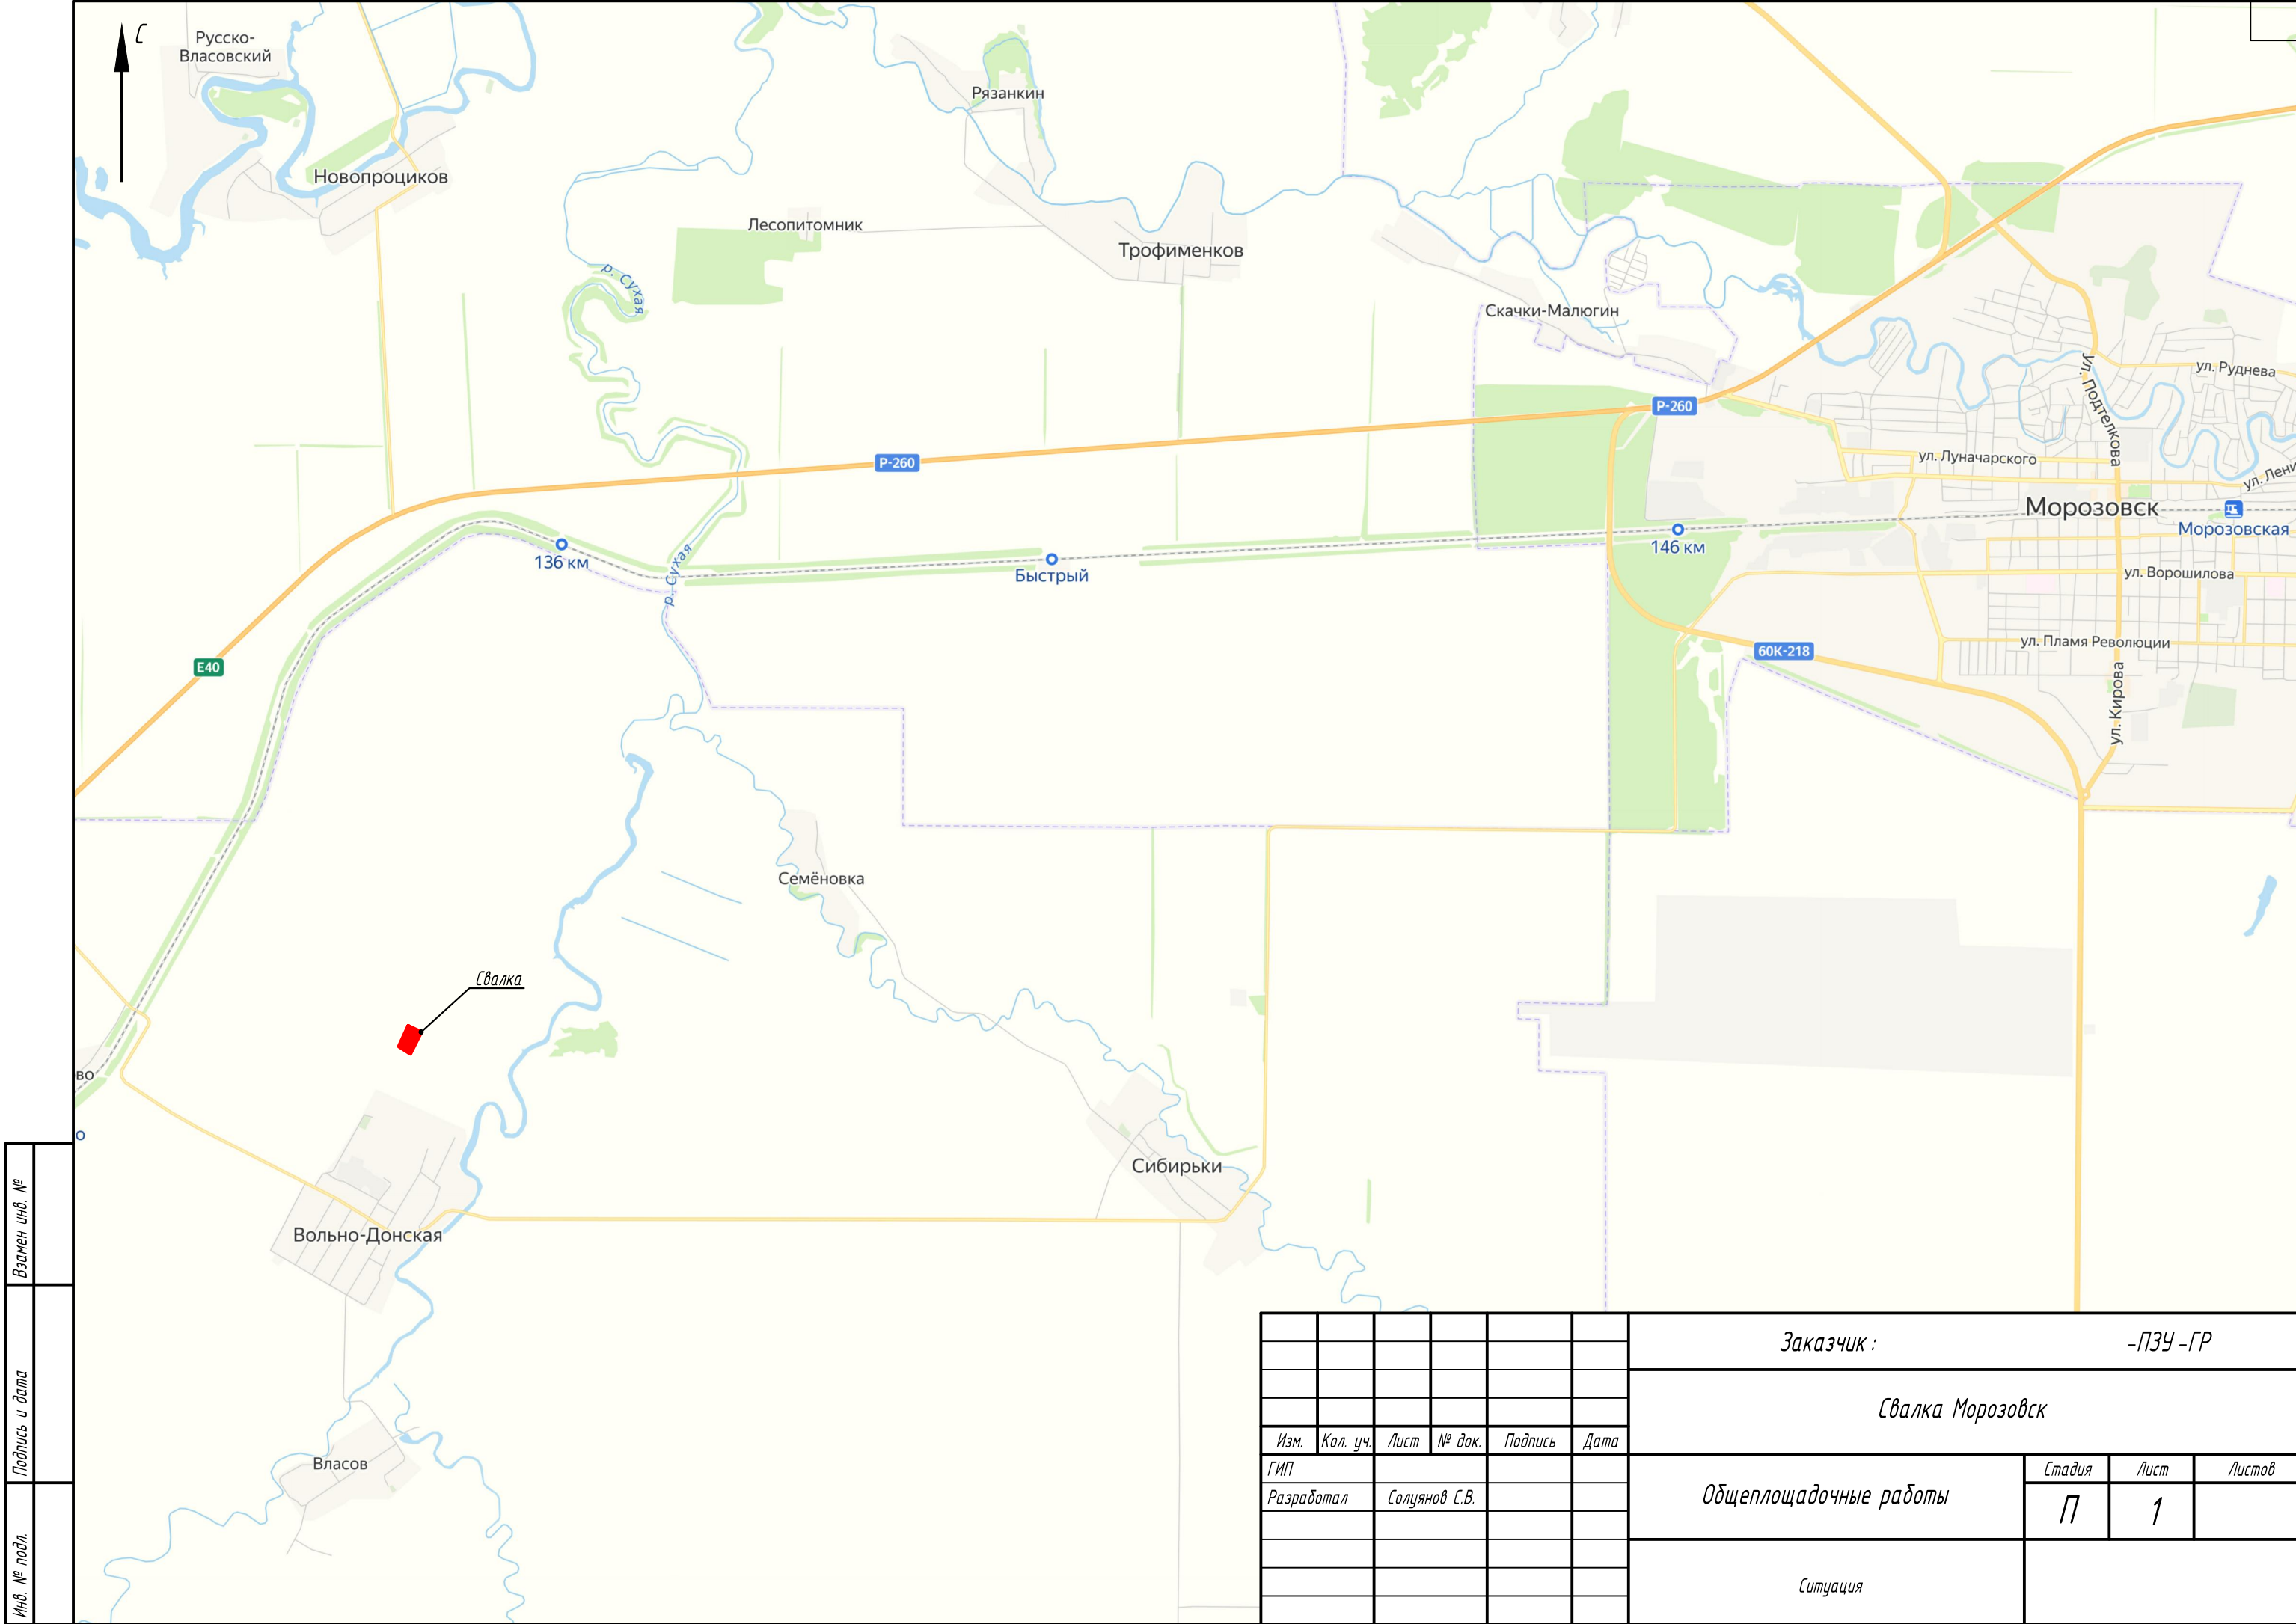 С
Русско-
Власовский
Рязанкин
Новопроциков
Лесопитомник
Трофименков
р. Сухая
Скачки-Малюгин
ул. Руднева
ул. Подтелкова
Р-260
Р-260
ул. Луначарского
ул. Лени
Морозовск
Морозовская
136 км
Быстрый
146 км
р. Сухая
ул. Ворошилова
ул. Пламя Революции
60К-218
Е40
ул. Кирова
Семёновка
Свалка
во
о
Сибирьки
Вольно-Донская
Власов
Взамен инв. №
Подпись и дата
Инв. № подл.
Заказчик : -ПЗУ-ГР
Свалка Морозовск
Изм. Кол. уч. Лист № док. Подпись Дата
ГИП
Разработал Солуянов С.В.
Общеплощадочные работы
Стадия Лист Листов
П 1
Ситуация